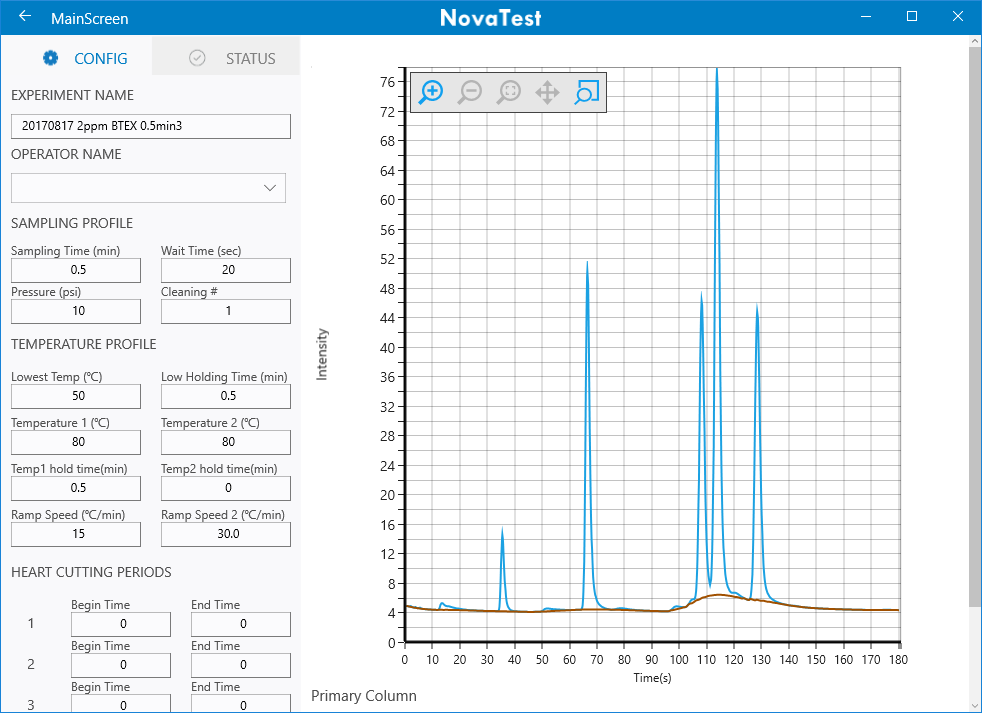 MainScreen
NovaTest
CONFIG
STATUS
EXPERIMENT NAME
20170817 2ppm BTEX 0.5min3
OPERATOR NAME
SAMPLING PROFILE
Sampling Time (min) Wait Time (sec)
0.5 20
Pressure (psi) Cleaning #
10 1
TEMPERATURE PROFILE
Lowest Temp (℃) Low Holding Time (min)
50 0.5
Temperature 1 (℃) Temperature 2 (℃)
80 80
Temp1 hold time(min) Temp2 hold time(min)
0.5 0
Ramp Speed (℃/min) Ramp Speed 2 (℃/min)
15 30.0
HEART CUTTING PERIODS
Begin Time End Time
1 0 0
Begin Time End Time
2 0 0
Begin Time End Time
3 0 0
Intensity
76
72
68
64
60
56
52
48
44
40
36
32
28
24
20
16
12
8
4
0
0 10 20 30 40 50 60 70 80 90 100 110 120 130 140 150 160 170 180
Time(s)
Primary Column